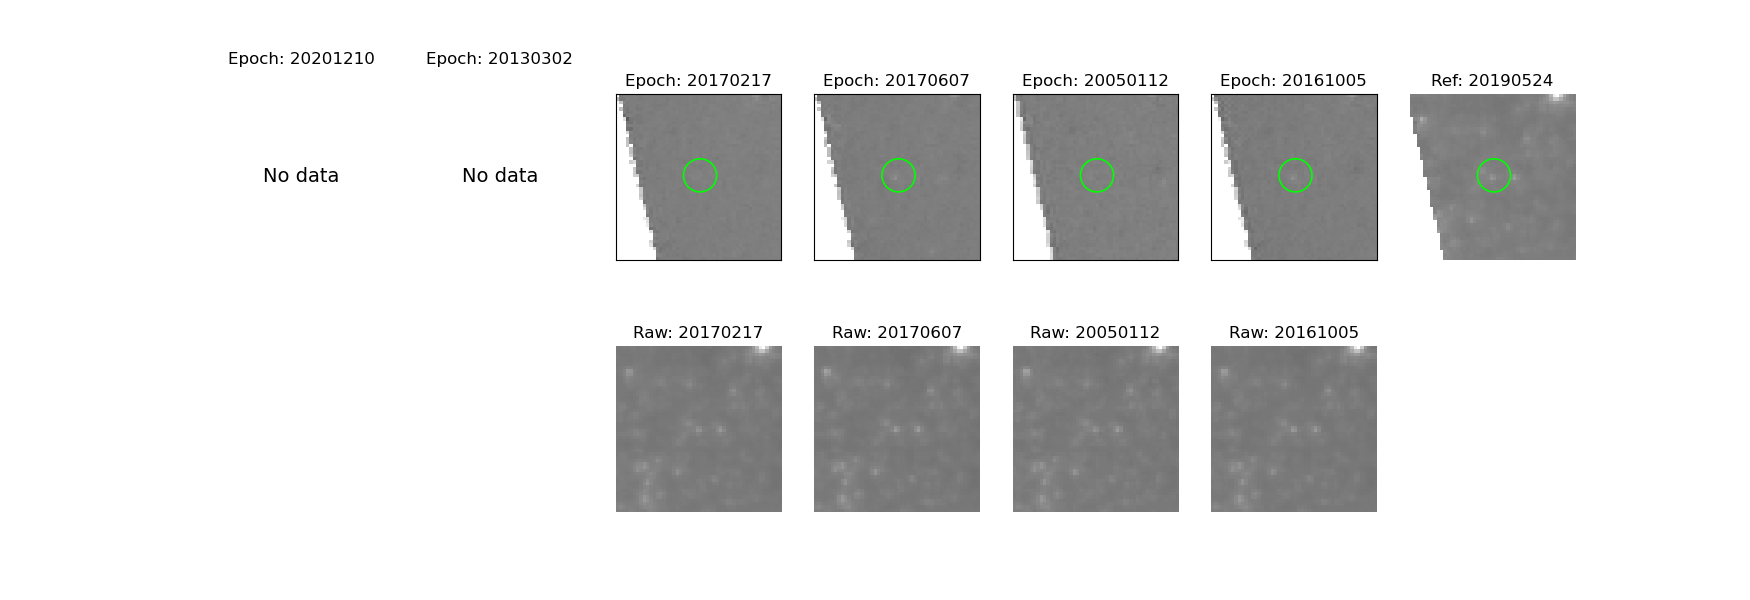 Epoch: 20201210
Epoch: 20130302
Epoch: 20170217
Epoch: 20170607
Epoch: 20050112
Epoch: 20161005
Ref: 20190524
No data
No data
Raw: 20170217
Raw: 20170607
Raw: 20050112
Raw: 20161005